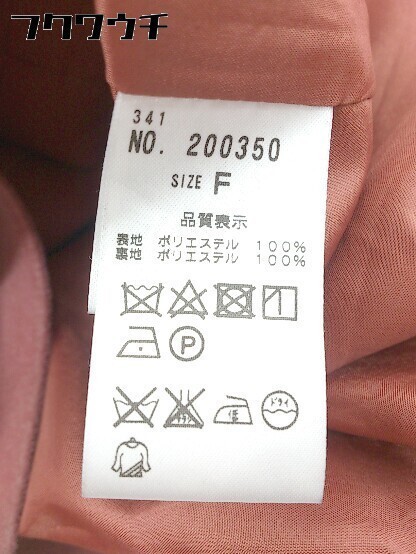 フクワウチ
341
NO. 200350
SIZE F
品質表示
表地 ポリエステル 100%
裏地 ポリエステル 100%
P
低 ドライ